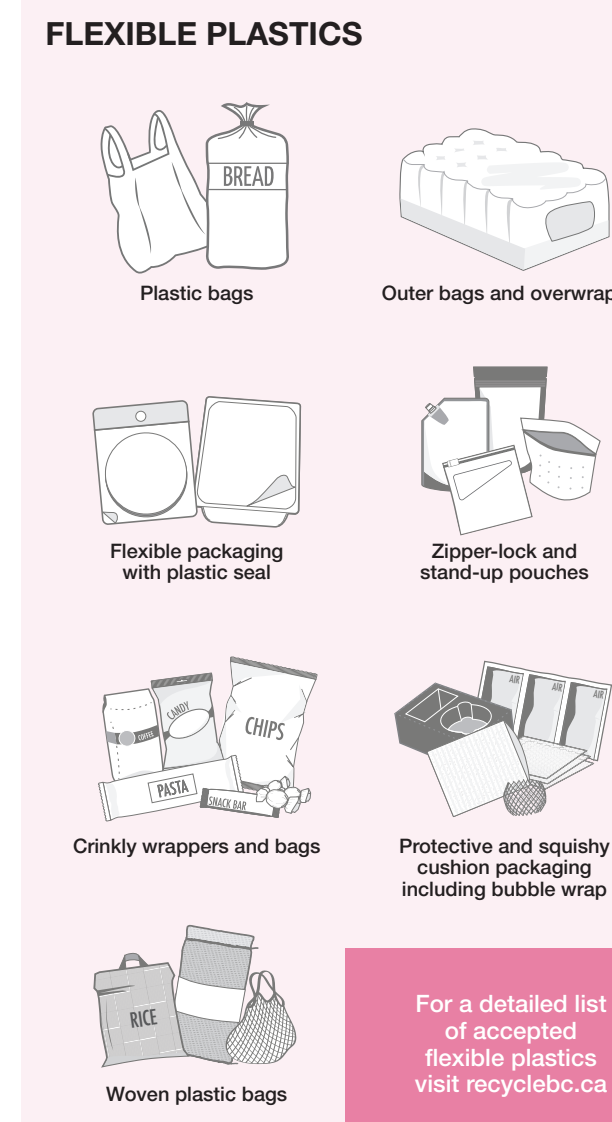 FLEXIBLE PLASTICS
BREAD
Plastic bags
Outer bags and overwrap
Flexible packaging
with plastic seal
Zipper-lock and
stand-up pouches
COFFEE
CANDY
CHIPS
PASTA
SNACK BAR
Crinkly wrappers and bags
AIR
AIR
AIR
Protective and squishy
cushion packaging
including bubble wrap
RICE
Woven plastic bags
For a detailed list
of accepted
flexible plastics
visit recyclebc.ca